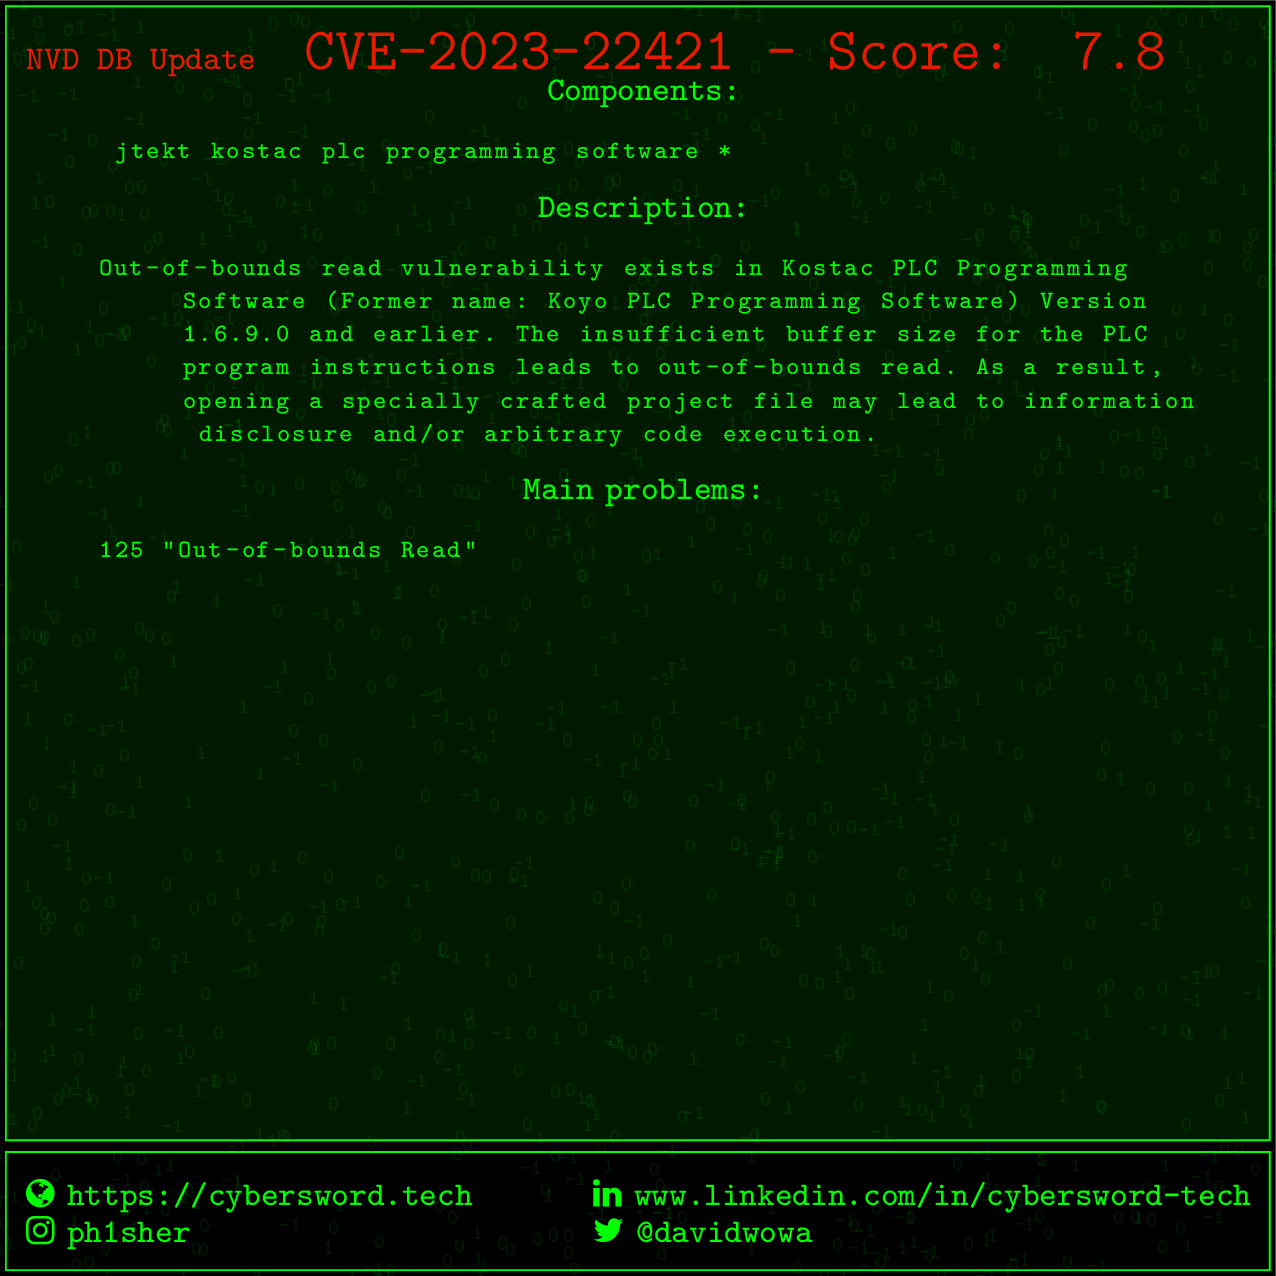 NVD DB Update CVE-2023-22421 - Score: 7.8
Components:
jtekt kostac plc programming software *
Description:
Out-of-bounds read vulnerability exists in Kostac PLC Programming
Software (Former name: Koyo PLC Programming Software) Version
1.6.9.0 and earlier. The insufficient buffer size for the PLC
program instructions leads to out-of-bounds read. As a result,
opening a specially crafted project file may lead to information
disclosure and/or arbitrary code execution.
Main problems:
125 "Out-of-bounds Read"
https://cybersword.tech www.linkedin.com/in/cybersword-tech
ph1sher @davidwowa